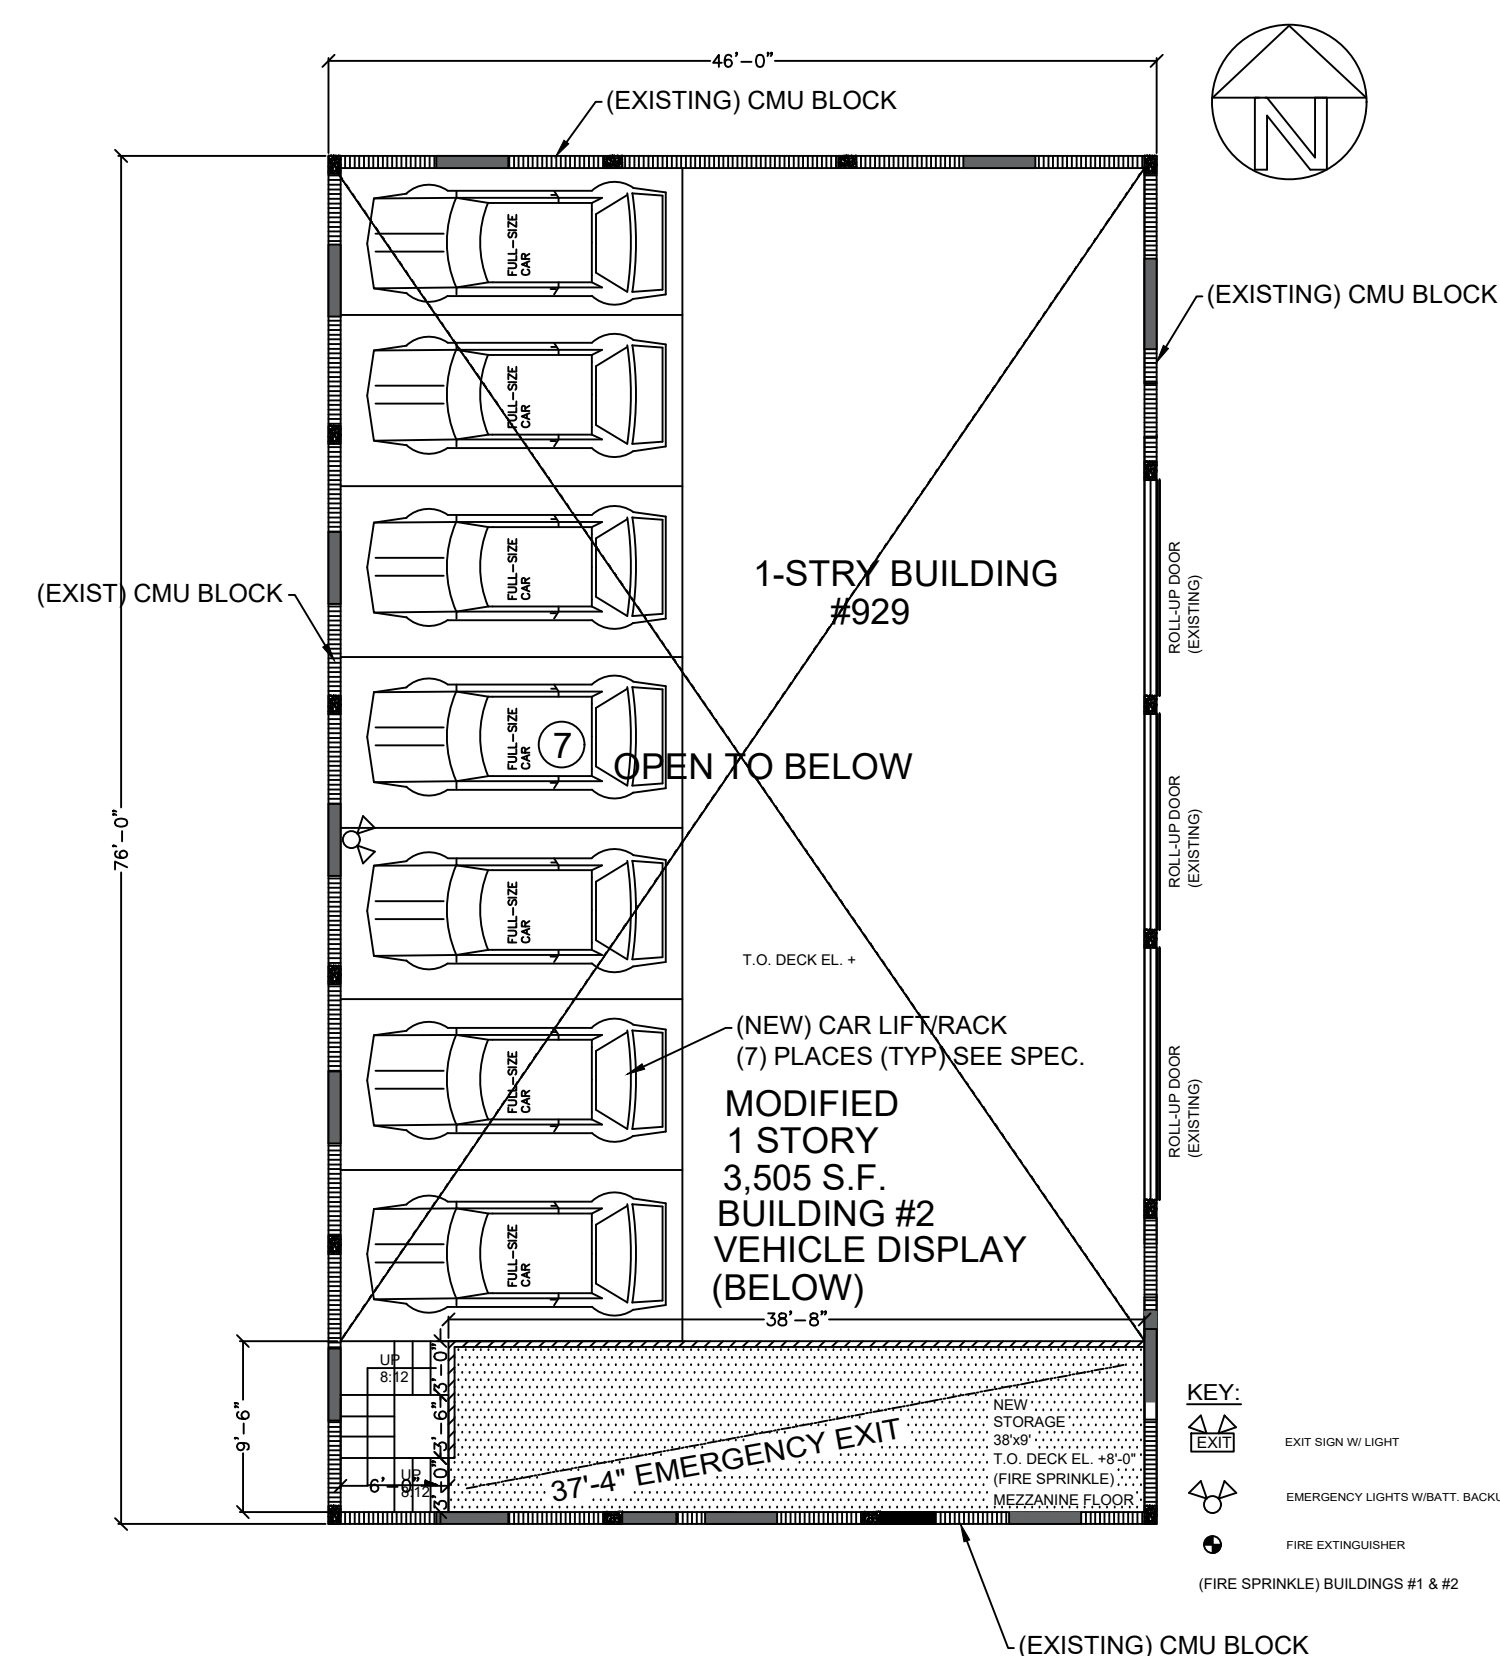 46'-0"
(EXISTING) CMU BLOCK
N
(EXISTING) CMU BLOCK
FULL-SIZE
CAR
FULL-SIZE
CAR
FULL-SIZE
CAR
1-STRY BUILDING
#929
ROLL-UP DOOR
(EXISTING)
(EXIST) CMU BLOCK
FULL-SIZE
CAR
7
OPEN TO BELOW
ROLL-UP DOOR
(EXISTING)
76'-0"
FULL-SIZE
CAR
T.O. DECK EL. +
(NEW) CAR LIFT/RACK
(7) PLACES (TYP) SEE SPEC.
FULL-SIZE
CAR
ROLL-UP DOOR
(EXISTING)
MODIFIED
1 STORY
3,505 S.F.
BUILDING #2
VEHICLE DISPLAY
(BELOW)
FULL-SIZE
CAR
38'-8"
UP
8:12
3'-0"
3'-6"
3'-0"
9'-6"
UP
8:12
37'-4" EMERGENCY EXIT
NEW
STORAGE
38'x9'
T.O. DECK EL. +8'-0"
(FIRE SPRINKLE)
MEZZANINE FLOOR
KEY:
EXIT
EXIT SIGN W/ LIGHT
EMERGENCY LIGHTS W/BATT. BACKU
FIRE EXTINGUISHER
(FIRE SPRINKLE) BUILDINGS #1 & #2
(EXISTING) CMU BLOCK